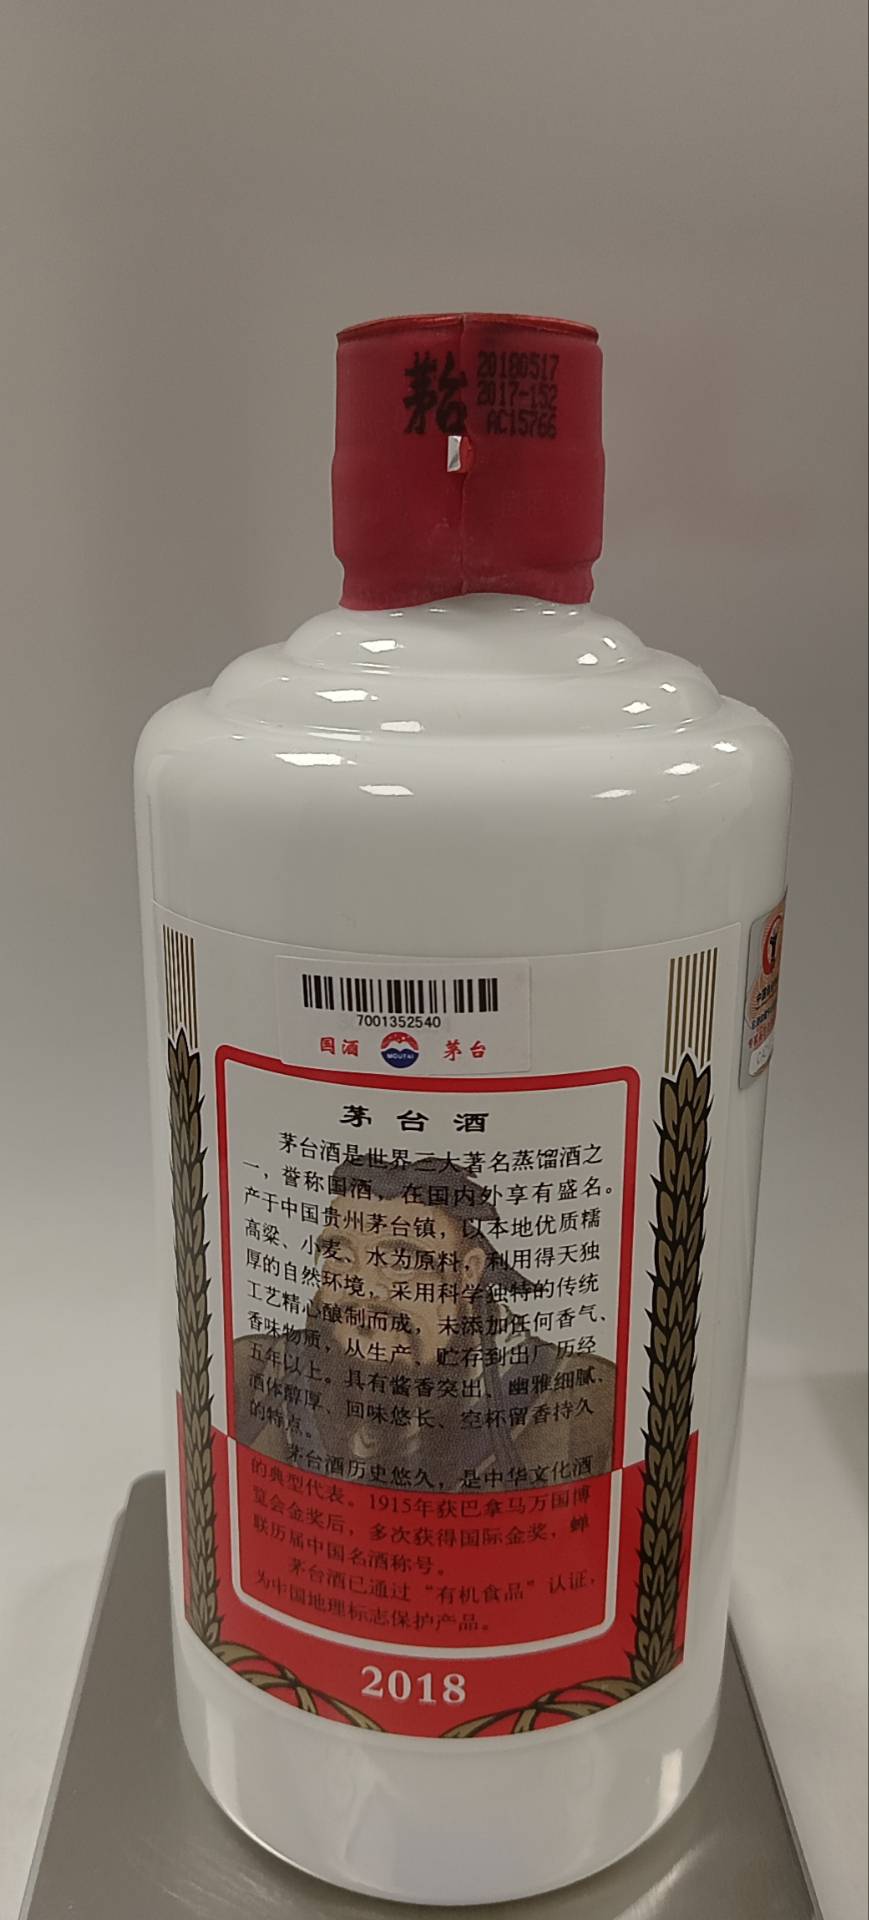 茅台
20180517
2017-152
AC15766
7001352540
国酒
MOUTAI
茅台
茅台酒
茅台酒是世界三大著名蒸馏酒之
一，誉称国酒，在国内外享有盛名。
产于中国贵州茅台镇，以本地优质糯
高粱、小麦、水为原料，利用得天独
厚的自然环境，采用科学独特的传统
工艺精心酿制而成，未添加任何香气、
香味物质，从生产、贮存到出厂历经
五年以上。具有酱香突出、幽雅细腻、
酒体醇厚、回味悠长、空杯留香持久
的特点。
茅台酒历史悠久，是中华文化酒
的典型代表。1915年获巴拿马万国博
览会金奖后，多次获得国际金奖，蝉
联历届中国名酒称号。
茅台酒已通过“有机食品”认证，
为中国地理标志保护产品。
2018